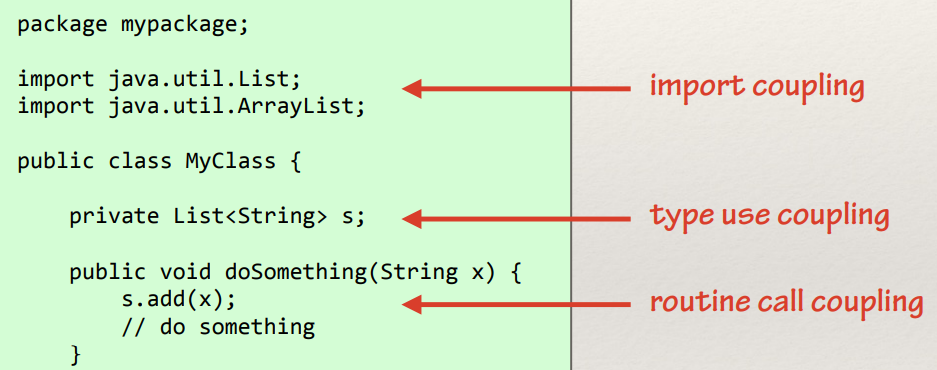 package mypackage;
import java.util.List;
import java.util.ArrayList;
import coupling
public class MyClass {
private List<String> s;
type use coupling
public void doSomething(String x) {
s.add(x);
routine call coupling
// do something
}